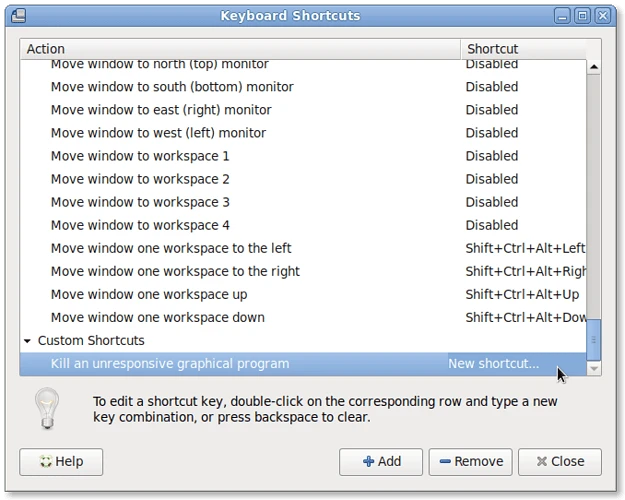 Keyboard Shortcuts
Action Shortcut
Move window to north (top) monitor Disabled
Move window to south (bottom) monitor Disabled
Move window to east (right) monitor Disabled
Move window to west (left) monitor Disabled
Move window to workspace 1 Disabled
Move window to workspace 2 Disabled
Move window to workspace 3 Disabled
Move window to workspace 4 Disabled
Move window one workspace to the left Shift+Ctrl+Alt+Left
Move window one workspace to the right Shift+Ctrl+Alt+Righ
Move window one workspace up Shift+Ctrl+Alt+Up
Move window one workspace down Shift+Ctrl+Alt+Dow
Custom Shortcuts
Kill an unresponsive graphical program New shortcut...
To edit a shortcut key, double-click on the corresponding row and type a new
key combination, or press backspace to clear.
Help Add Remove Close